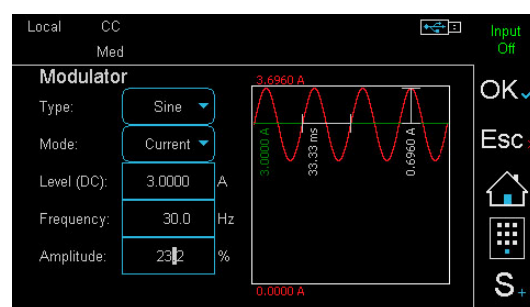 Local CC
Med
Input
Off
Modulator
Type: Sine
Mode: Current
Level (DC): 3.0000 A
Frequency: 30.0 Hz
Amplitude: 23.2 %
3.6960 A
3.0000 A
33.33 ms
0.6960 A
0.0000 A
OK
Esc
S+